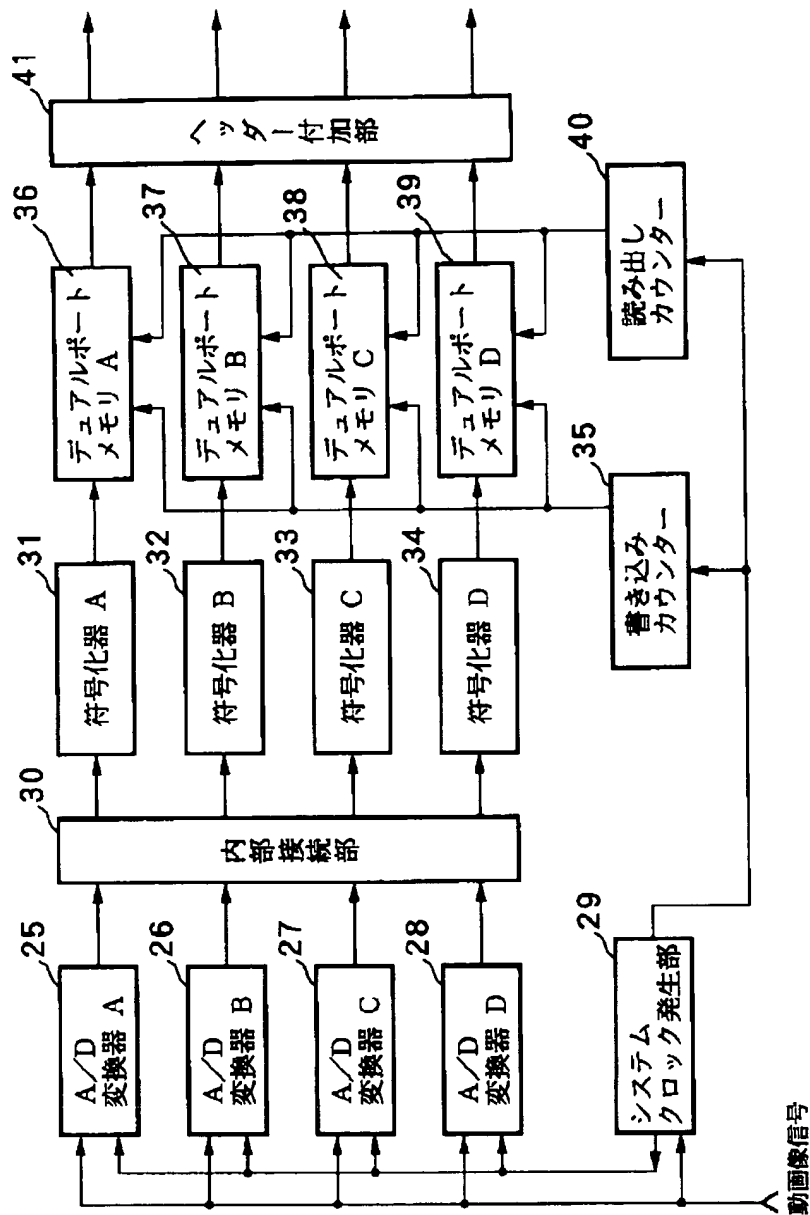 25
A/D
変換器 A
26
A/D
変換器 B
27
A/D
変換器 C
28
A/D
変換器 D
29
システム
クロック発生部
動画像信号
30
内部接続部
31
符号化器 A
32
符号化器 B
33
符号化器 C
34
符号化器 D
35
書き込み
カウンター
36
デュアルポート
メモリ A
37
デュアルポート
メモリ B
38
デュアルポート
メモリ C
39
デュアルポート
メモリ D
40
読み出し
カウンター
41
ヘッダー付加部